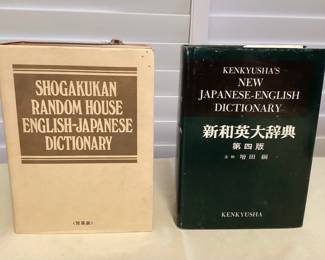 SHOGAKUKAN
RANDOM HOUSE
ENGLISH-JAPANESE
DICTIONARY
KENKYUSHA'S
NEW
JAPANESE-ENGLISH
DICTIONARY
新和英大辞典
第四版
増田 綱
KENKYUSHA